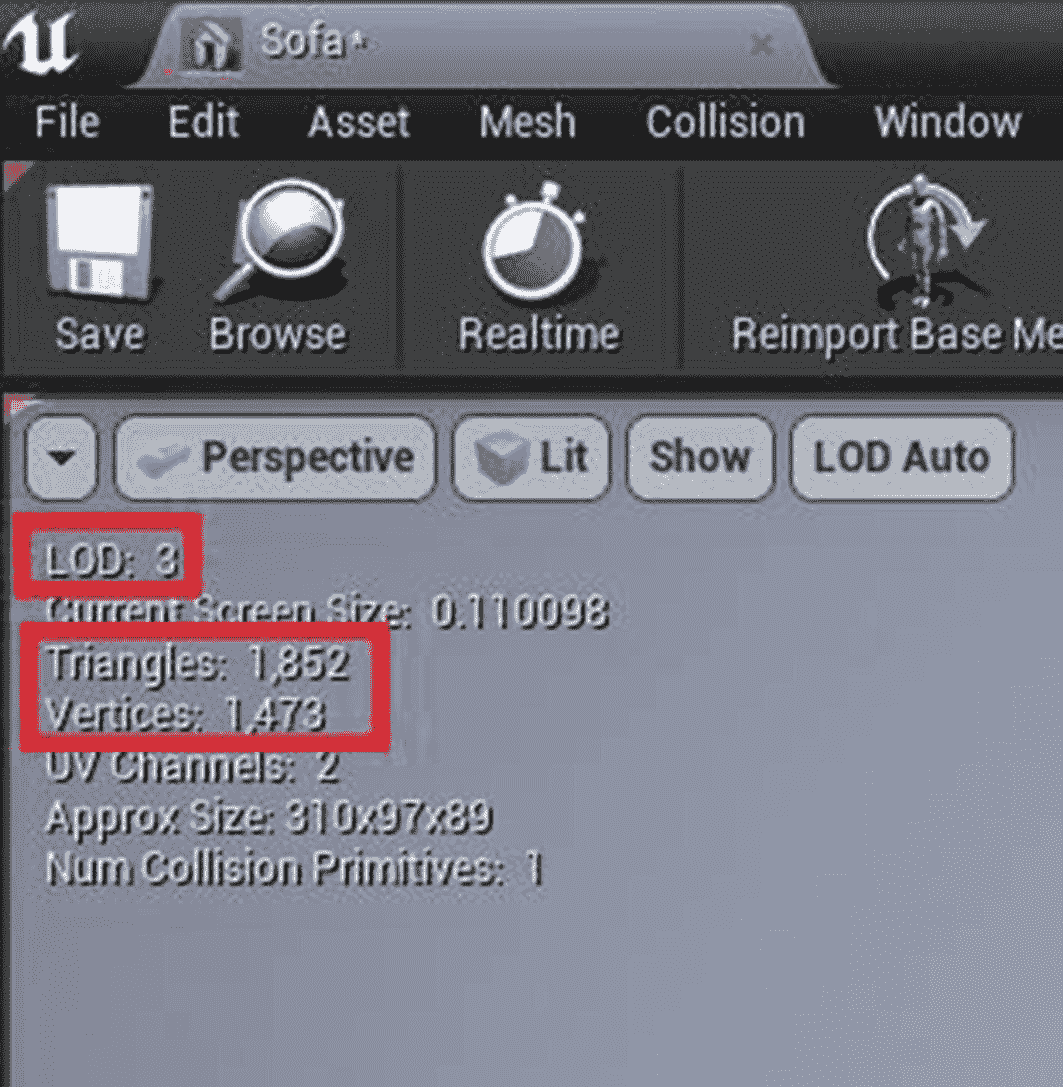 Sofa*
File Edit Asset Mesh Collision Window
Save Browse Realtime Reimport Base Me
Perspective Lit Show LOD Auto
LOD: 3
Current Screen Size: 0.110098
Triangles: 1,852
Vertices: 1,473
UV Channels: 2
Approx Size: 310x97x89
Num Collision Primitives: 1